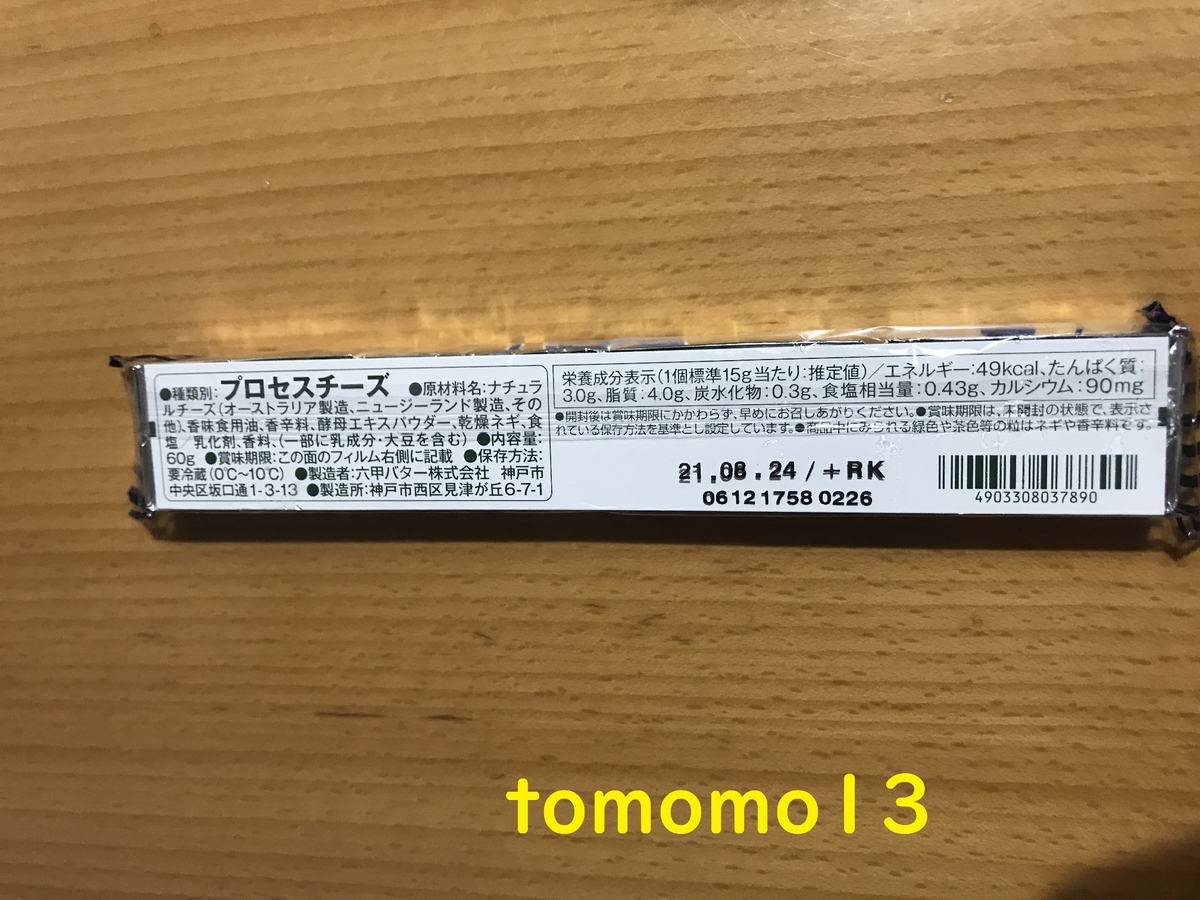 ●種類別:プロセスチーズ ●原材料名:ナチュラ
ルチーズ(オーストラリア製造、ニュージーランド製造、その
他)、香味食用油、香辛料、酵母エキスパウダー、乾燥ネギ、食
塩/乳化剤、香料、(一部に乳成分・大豆を含む) ●内容量:
60g ●賞味期限:この面のフィルム右側に記載 ●保存方法:
要冷蔵(0℃~10℃) ●製造者:六甲バター株式会社 神戸市
中央区坂口通1-3-13 ●製造所:神戸市西区見津が丘6-7-1
栄養成分表示(1個標準15g当たり:推定値)/エネルギー:49kcal、たんぱく質:
3.0g、脂質:4.0g、炭水化物:0.3g、食塩相当量:0.43g、カルシウム:90mg
●開封後は賞味期限にかかわらず、早めにお召しあがりください。●賞味期限は、未開封の状態で、表示さ
れている保存方法を基準として設定しています。●商品中にみられる緑色や茶色等の粒はネギや香辛料です。
21.08.24/+RK
06121758 0226
4903308037890
tomomo13